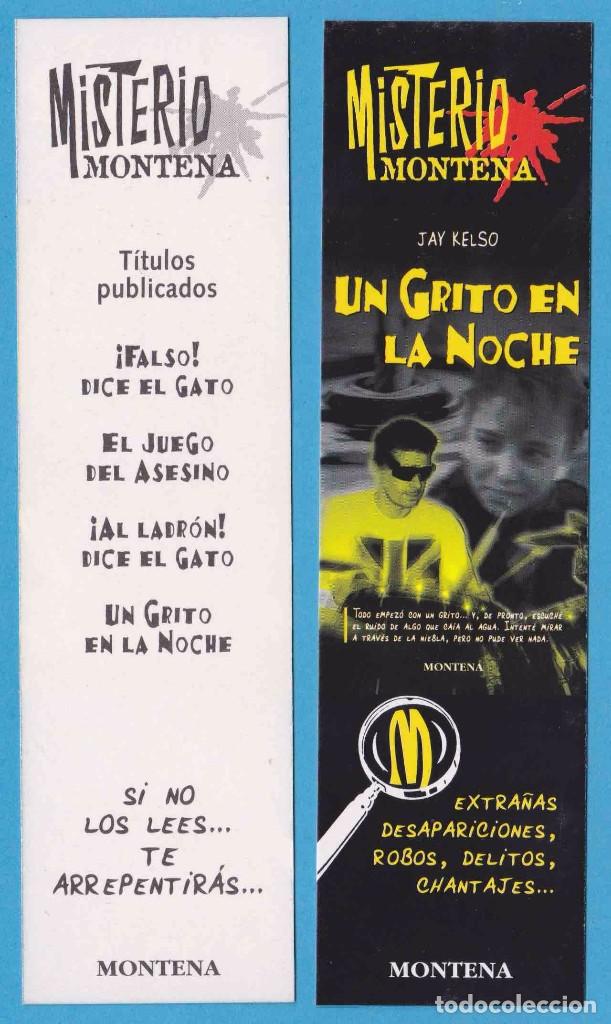 MiSTERiO
MONTENA
Títulos
publicados
¡FALSO!
DICE EL GATO
EL JUEGO
DEL ASESINO
¡AL LADRÓN!
DICE EL GATO
UN GRITO
EN LA NOCHE
Si NO
LOS LEES...
TE
ARREPENTIRÁS...
MONTENA
MiSTERiO
MONTENA
JAY KELSO
UN GRITO EN
LA NOCHE
TODO EMPEZÓ CON UN GRITO... Y, DE PRONTO, ESCUCHÉ
EL RUIDO DE ALGO QUE CAÍA AL AGUA. INTENTÉ MIRAR
A TRAVÉS DE LA NIEBLA, PERO NO PUDE VER NADA.
MONTENA
M
EXTRAÑAS
DESAPARICIONES,
ROBOS, DELITOS,
CHANTAJES...
MONTENA
todocoleccion